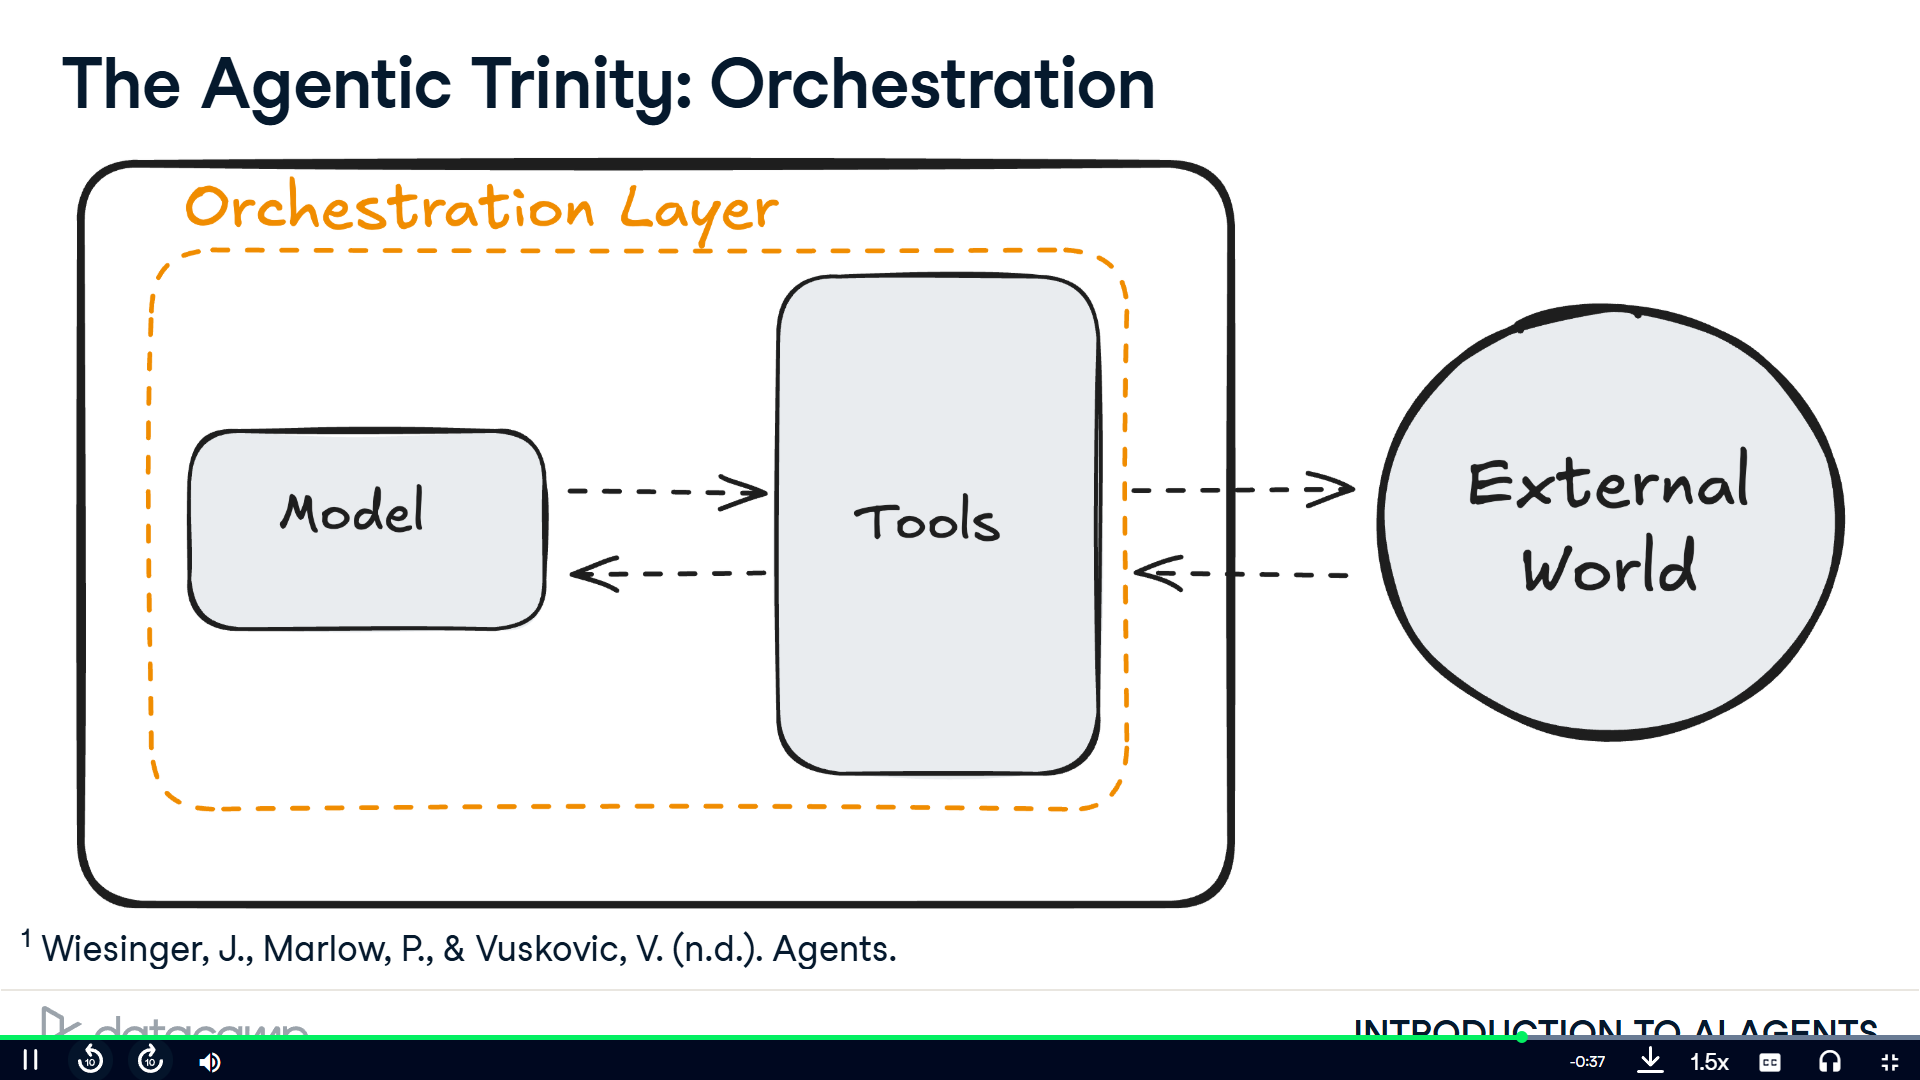 The Agentic Trinity: Orchestration
Orchestration Layer
Model
Tools
External
World
1 Wiesinger, J., Marlow, P., & Vuskovic, V. (n.d.). Agents.
datacamp
INTRODUCTION TO AI AGENTS
10
10
-0:37
1.5x
CC